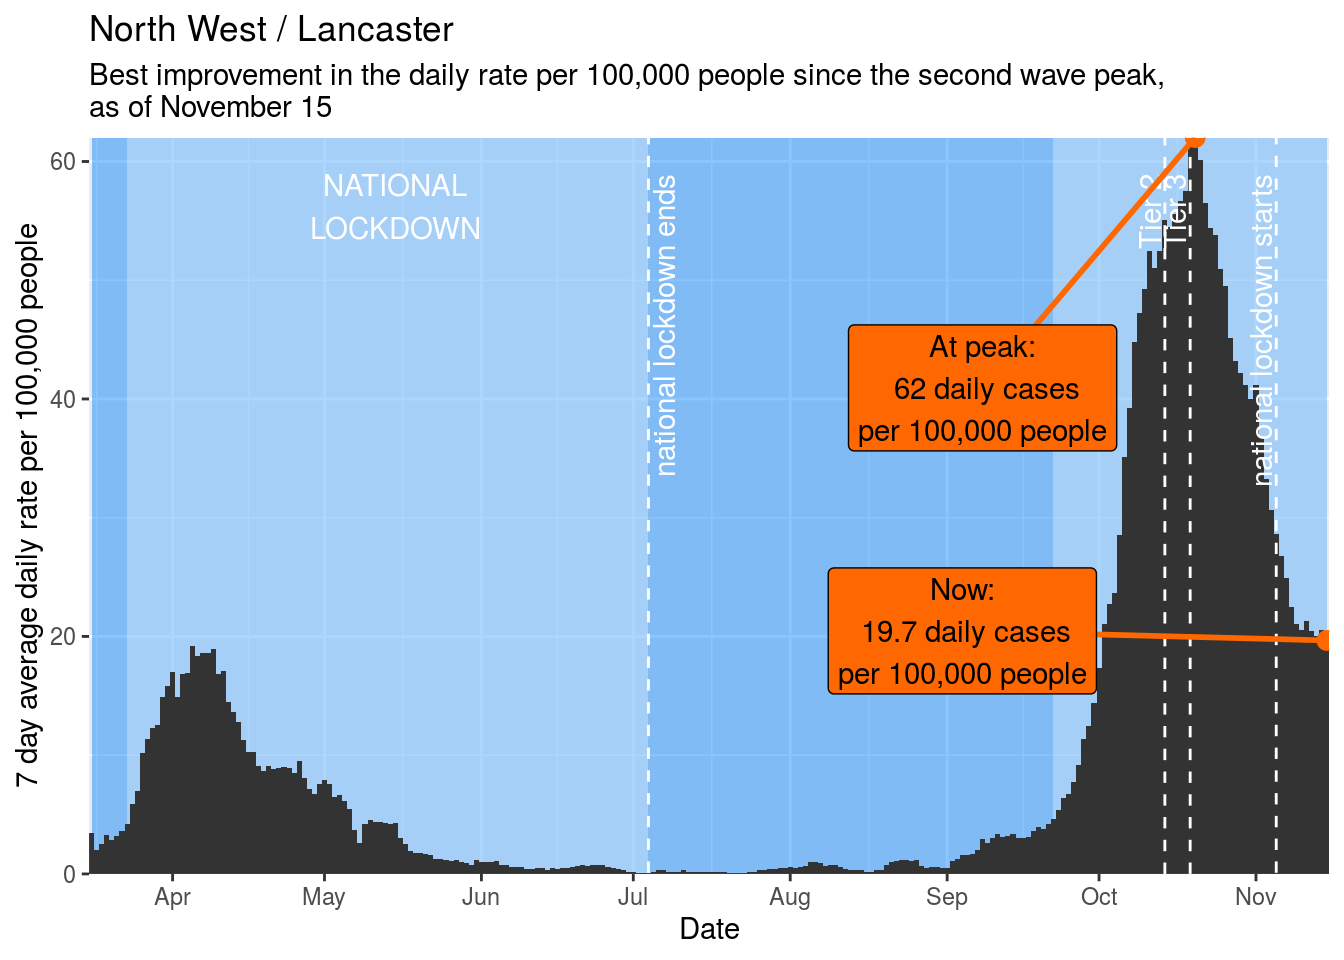 North West / Lancaster
Best improvement in the daily rate per 100,000 people since the second wave peak,
as of November 15
7 day average daily rate per 100,000 people
60
40
20
0
NATIONAL
LOCKDOWN
national lockdown ends
Tier 2
Tier 3
national lockdown starts
At peak:
62 daily cases
per 100,000 people
Now:
19.7 daily cases
per 100,000 people
Apr
May
Jun
Jul
Aug
Sep
Oct
Nov
Date